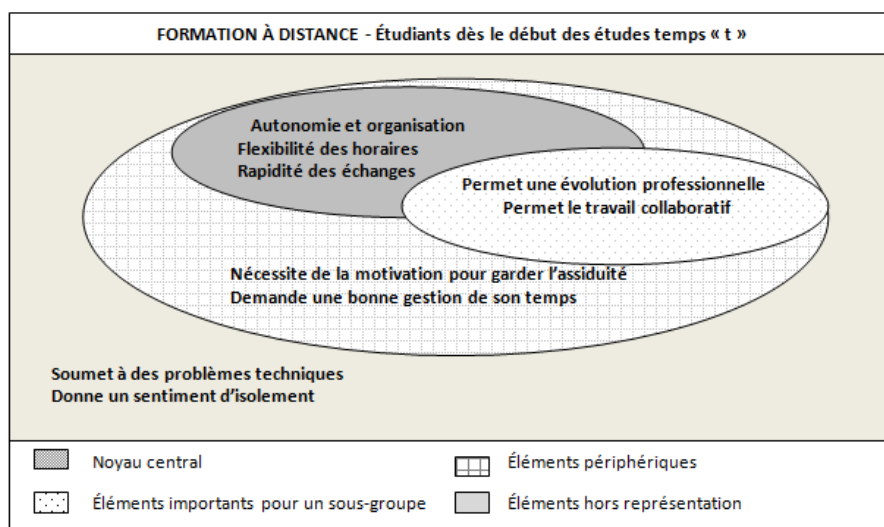 FORMATION À DISTANCE - Étudiants dès le début des études temps « t »
Autonomie et organisation
Flexibilité des horaires
Rapidité des échanges
Permet une évolution professionnelle
Permet le travail collaboratif
Nécessite de la motivation pour garder l'assiduité
Demande une bonne gestion de son temps
Soumet à des problèmes techniques
Donne un sentiment d'isolement
Noyau central
Éléments périphériques
Éléments importants pour un sous-groupe
Éléments hors représentation